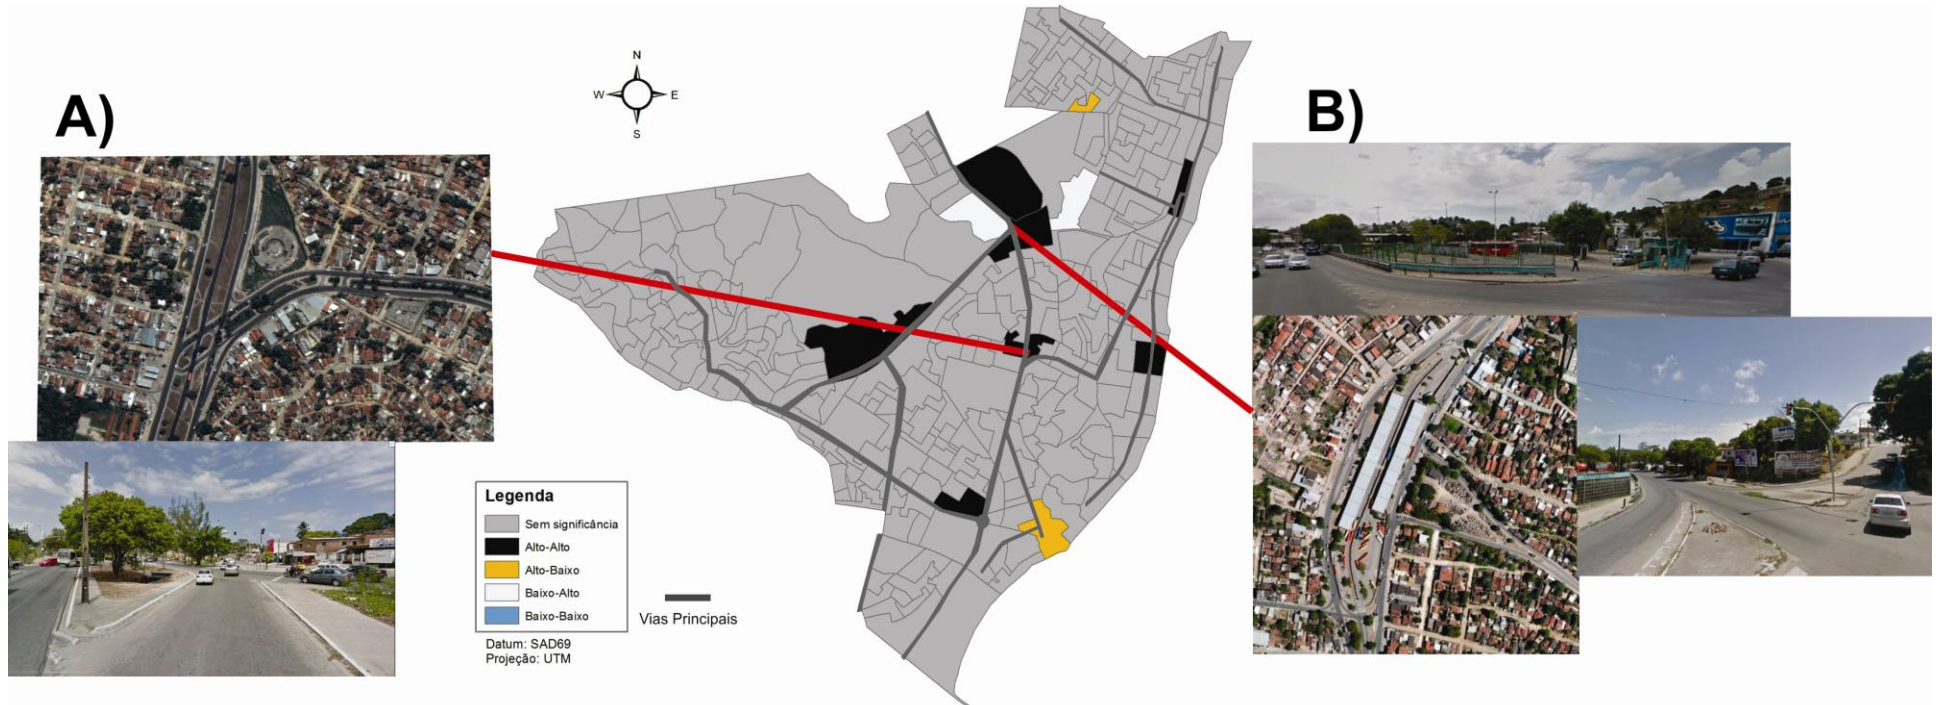 A)
B)
N
W
E
S
Legenda
Sem significância
Alto-Alto
Alto-Baixo
Baixo-Alto
Baixo-Baixo
Vias Principais
Datum: SAD69
Projeção: UTM